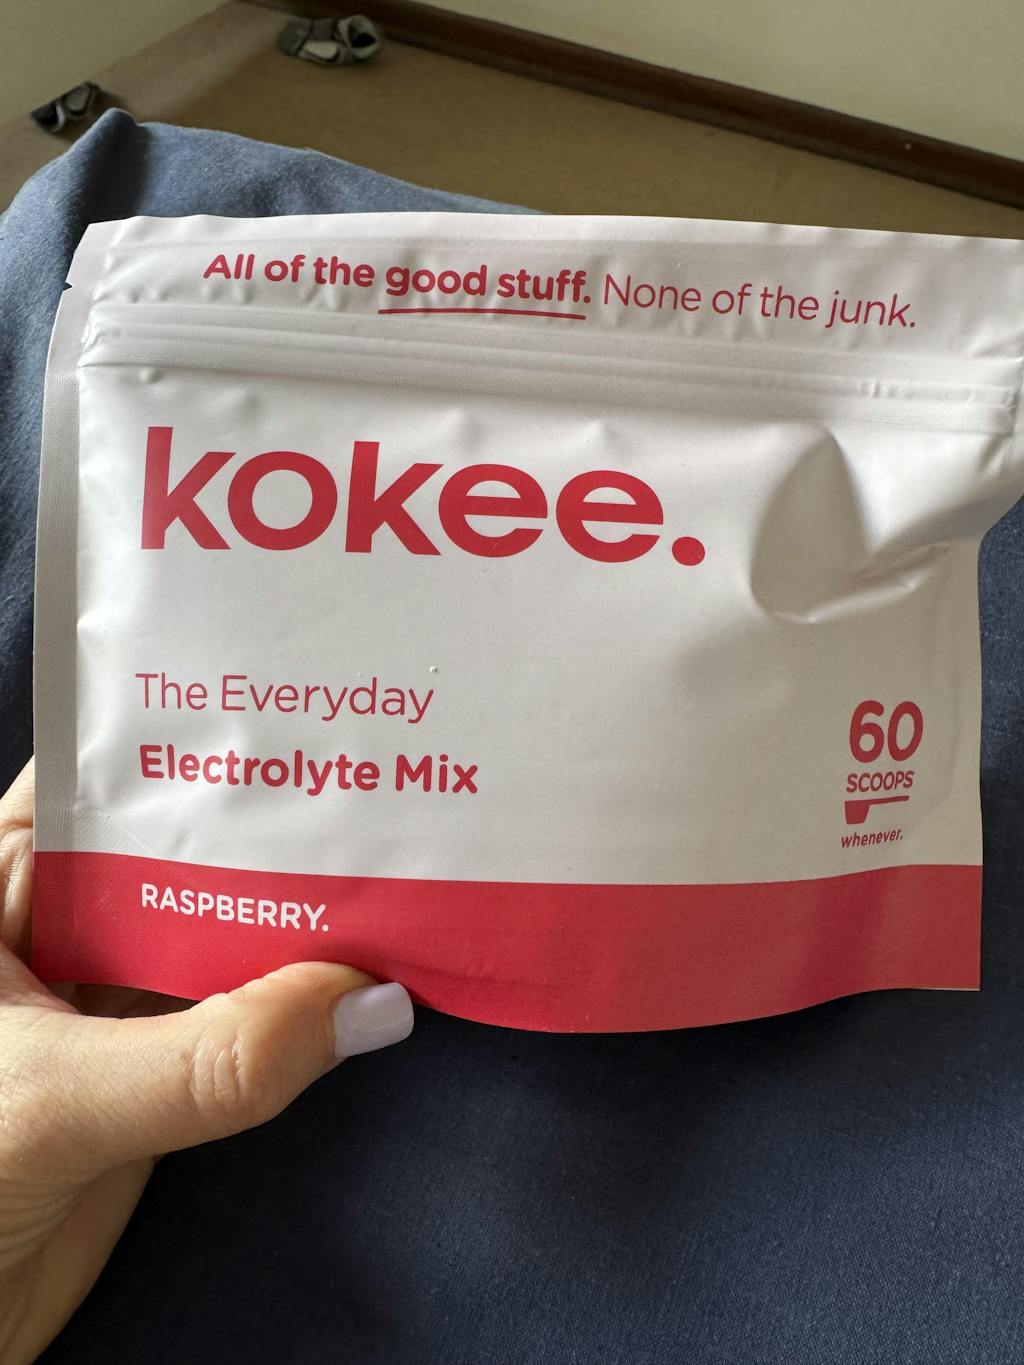 All of the good stuff. None of the junk.
kokee.
The Everyday
Electrolyte Mix
60
SCOOPS
whenever.
RASPBERRY.